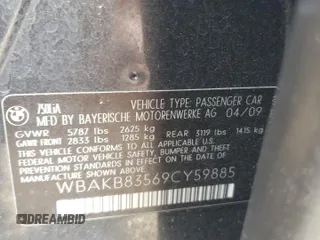 750LiA
VEHICLE TYPE: PASSENGER CAR
MFD BY BAYERISCHE MOTORENWERKE AG 04/09
GVWR 5787 lbs 2625 kg
GAWR FRONT 2833 lbs 1285 kg REAR 3119 lbs 1415 kg
THIS VEHICLE CONFORMS TO ALL APPLICABLE
FEDERAL MOTOR VEHICLE SAFETY, BUMPER, AND THEFT
PREVENTION STANDARDS IN EFFECT ON THE DATE OF
MANUFACTURE SHOWN ABOVE.
WBAKB83569CY59885
DREAMBID